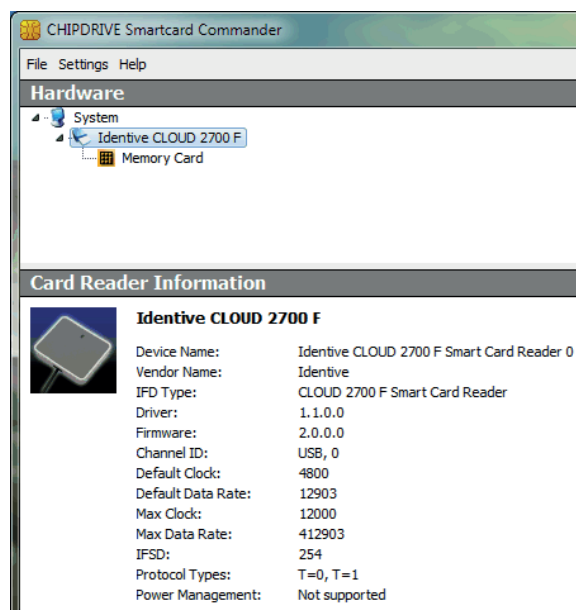 CHIPDRIVE Smartcard Commander
File Settings Help
Hardware
System
Identive CLOUD 2700 F
Memory Card
Card Reader Information
Identive CLOUD 2700 F
Device Name: Identive CLOUD 2700 F Smart Card Reader 0
Vendor Name: Identive
IFD Type: CLOUD 2700 F Smart Card Reader
Driver: 1.1.0.0
Firmware: 2.0.0.0
Channel ID: USB, 0
Default Clock: 4800
Default Data Rate: 12903
Max Clock: 12000
Max Data Rate: 412903
IFSD: 254
Protocol Types: T=0, T=1
Power Management: Not supported